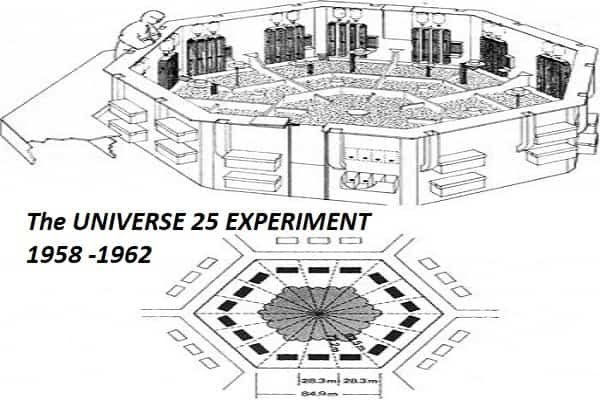 The UNIVERSE 25 EXPERIMENT
1958 -1962
28.3m
28.3m
84.9m